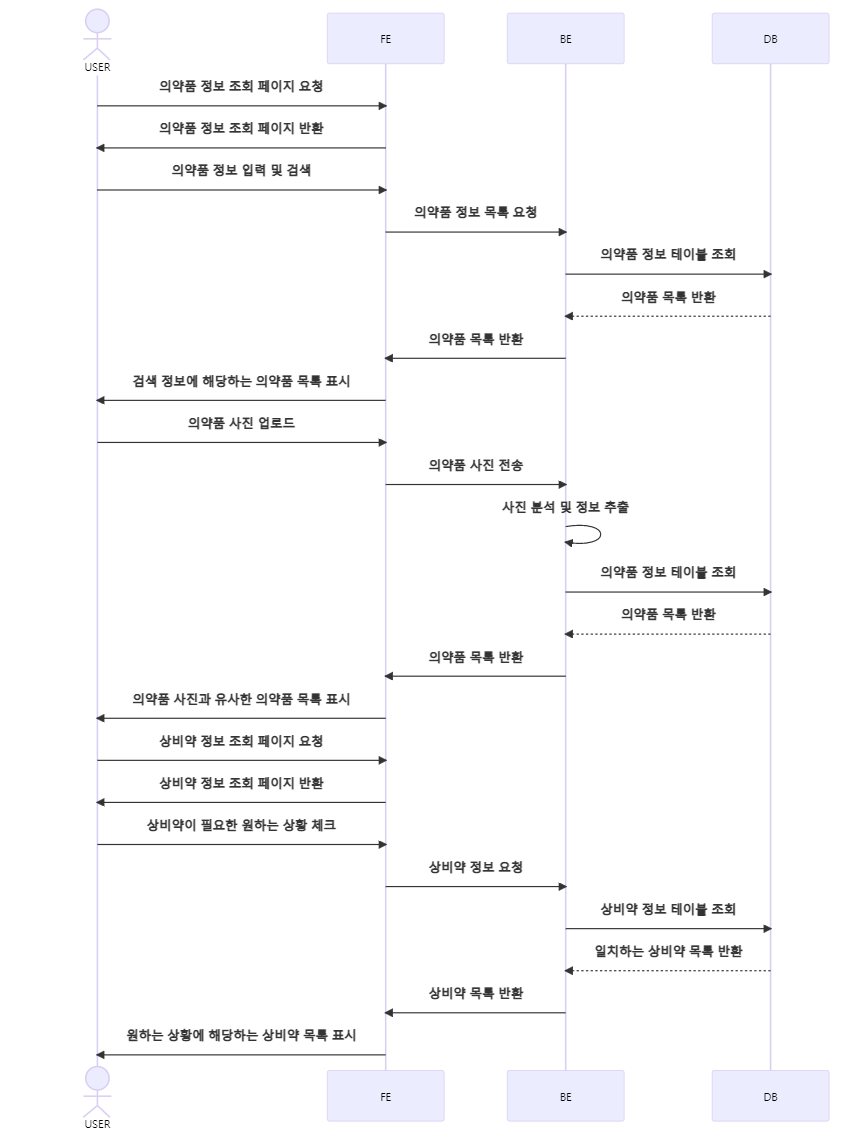 USER
FE
BE
DB
의약품 정보 조회 페이지 요청
의약품 정보 조회 페이지 반환
의약품 정보 입력 및 검색
의약품 정보 목록 요청
의약품 정보 테이블 조회
의약품 목록 반환
의약품 목록 반환
검색 정보에 해당하는 의약품 목록 표시
의약품 사진 업로드
의약품 사진 전송
사진 분석 및 정보 추출
의약품 정보 테이블 조회
의약품 목록 반환
의약품 목록 반환
의약품 사진과 유사한 의약품 목록 표시
상비약 정보 조회 페이지 요청
상비약 정보 조회 페이지 반환
상비약이 필요한 원하는 상황 체크
상비약 정보 요청
상비약 정보 테이블 조회
일치하는 상비약 목록 반환
상비약 목록 반환
원하는 상황에 해당하는 상비약 목록 표시
USER
FE
BE
DB